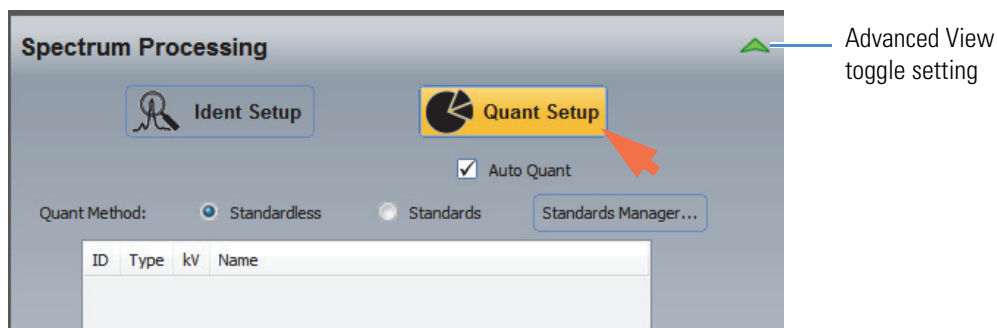 Spectrum Processing
Advanced View
toggle setting
Ident Setup
Quant Setup
Auto Quant
Quant Method: Standardless Standards Standards Manager...
ID Type kV Name